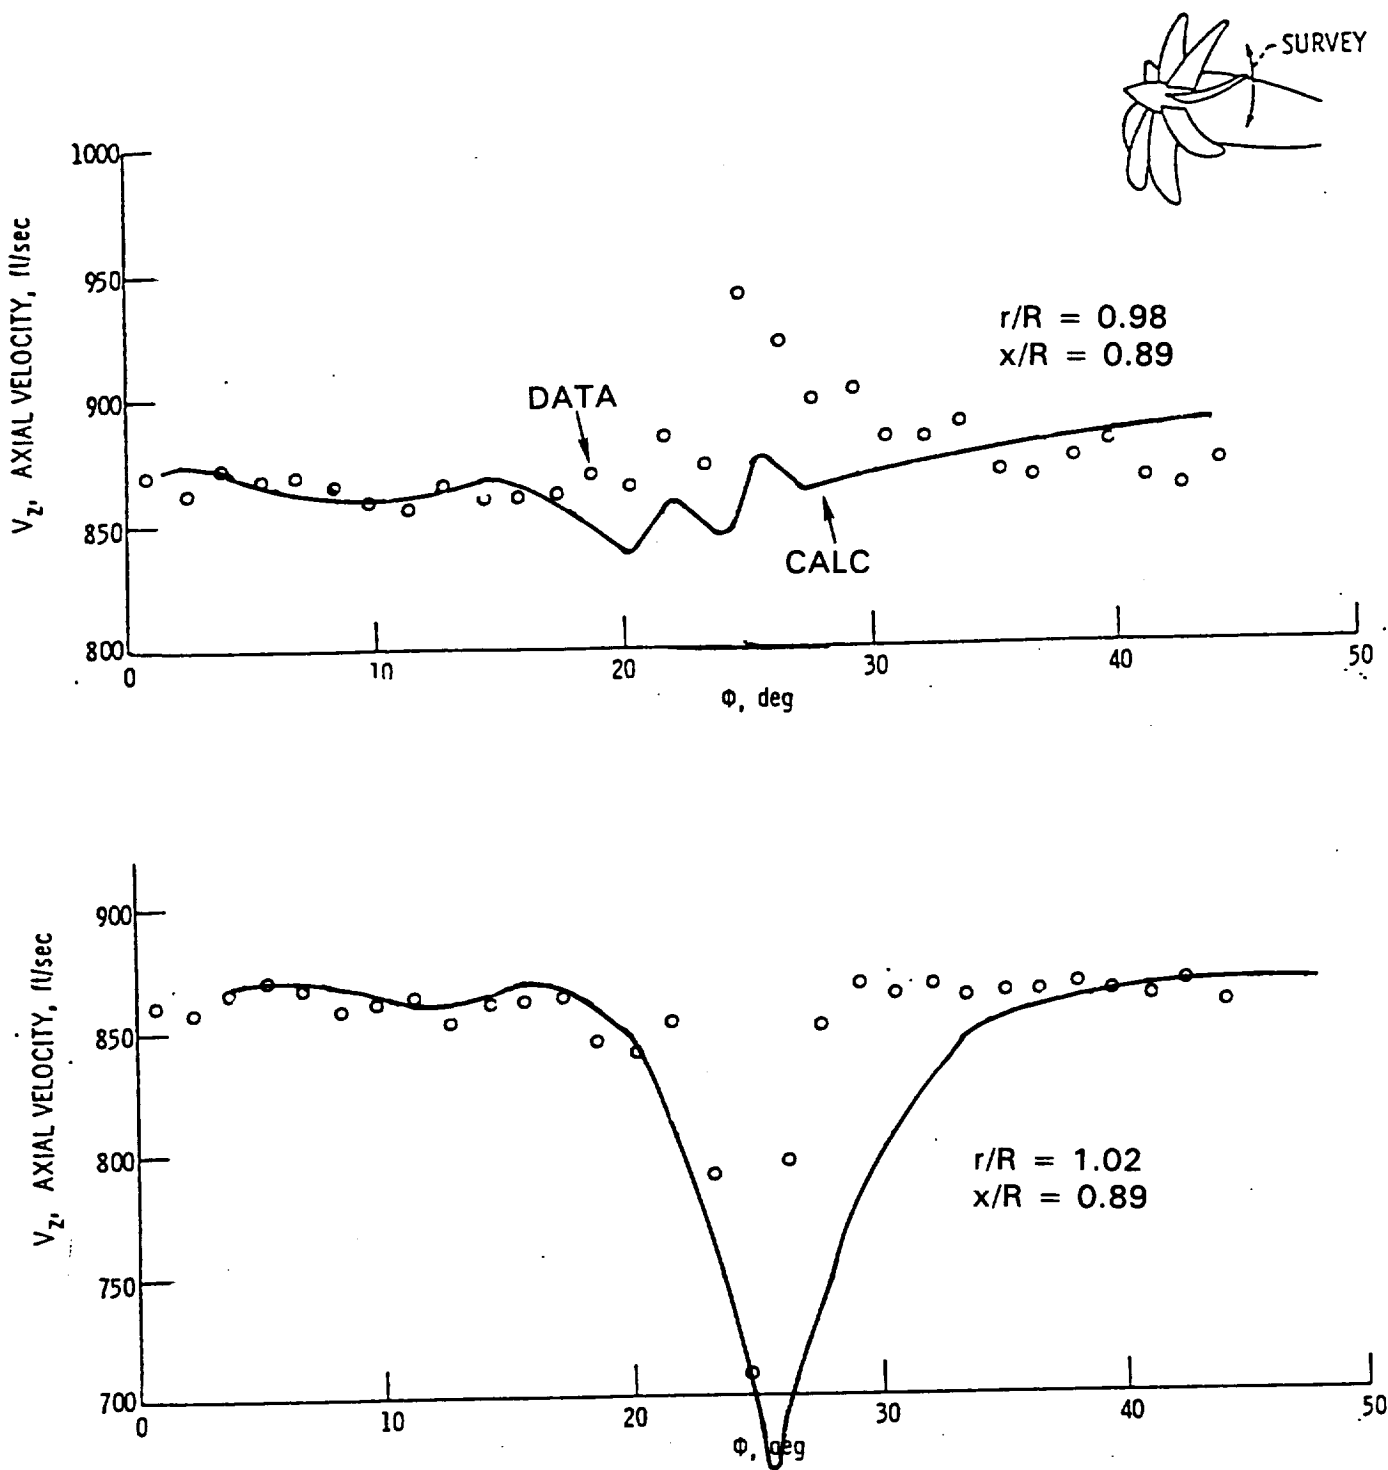 SURVEY
1000
950
900
850
800
V_z, AXIAL VELOCITY, ft/sec
r/R = 0.98
x/R = 0.89
DATA
CALC
0
10
20
30
40
50
Φ, deg
900
850
800
750
700
V_z, AXIAL VELOCITY, ft/sec
r/R = 1.02
x/R = 0.89
0
10
20
30
40
50
Φ, deg